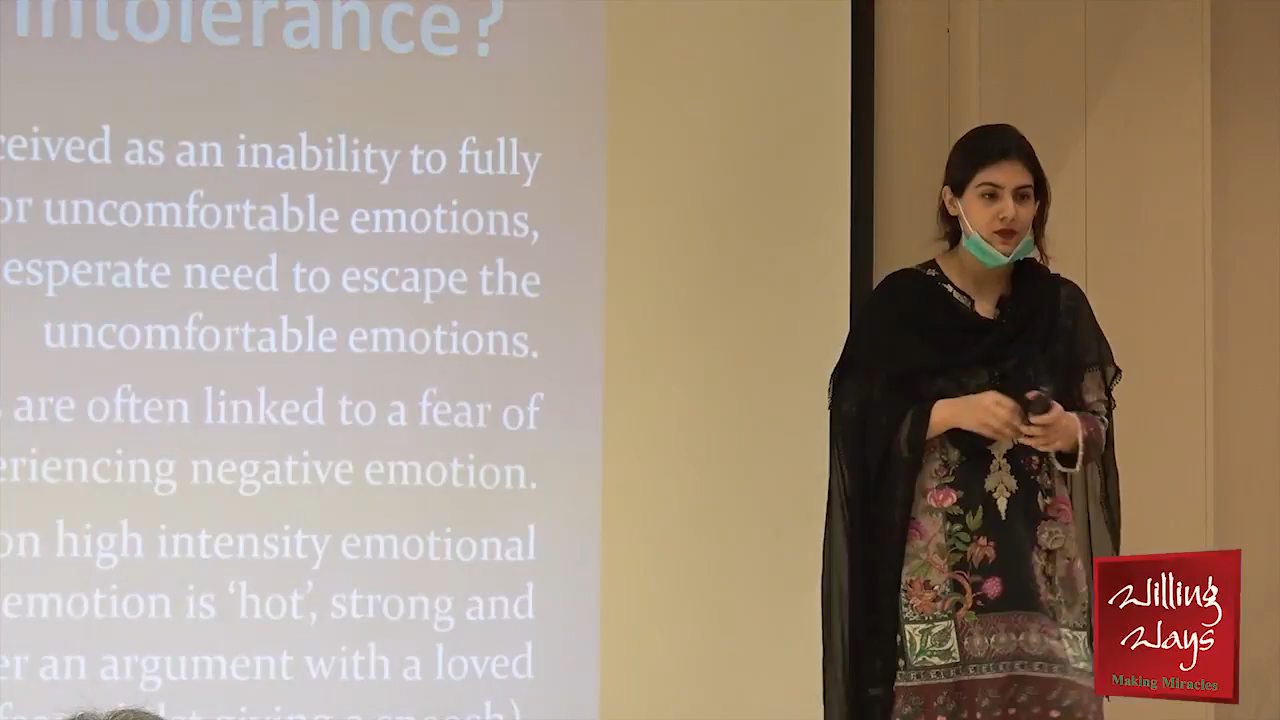 intolerance?
ceived as an inability to fully
or uncomfortable emotions,
esperate need to escape the
uncomfortable emotions.
are often linked to a fear of
eriencing negative emotion.
on high intensity emotional
emotion is ‘hot’, strong and
er an argument with a loved
giving a speech).
Willing
Ways
Making Miracles